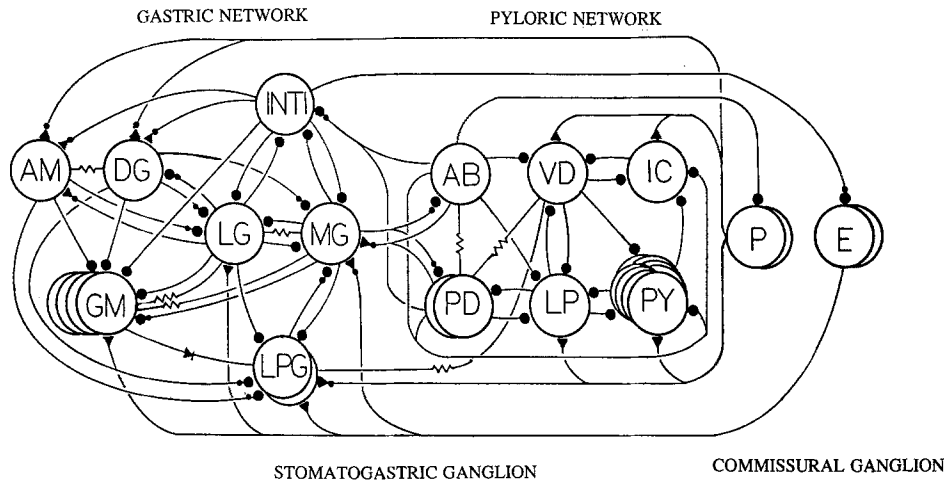 GASTRIC NETWORK
PYLORIC NETWORK
INTI
AM
DG
AB
VD
IC
LG
MG
P
E
GM
PD
LP
PY
LPG
STOMATOGASTRIC GANGLION
COMMISSURAL GANGLION